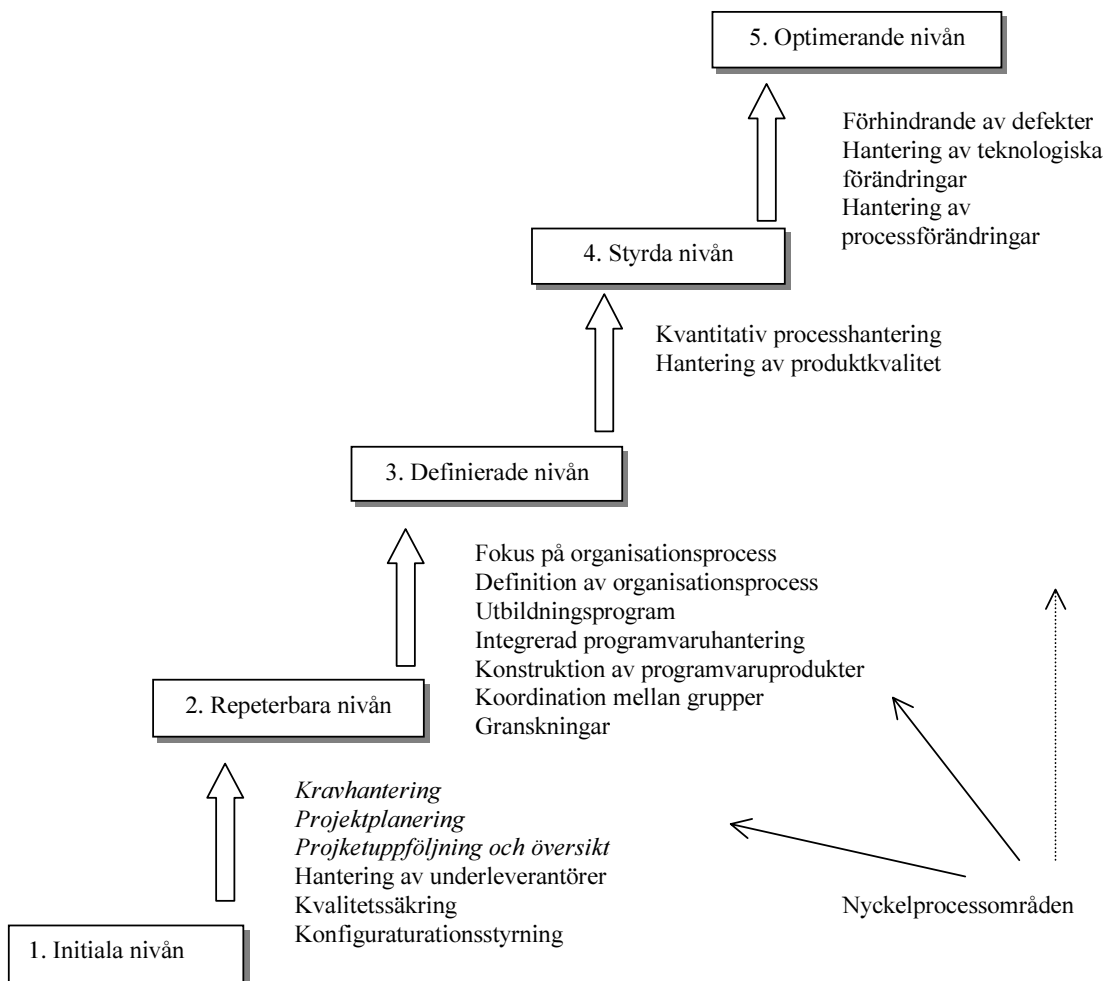 5. Optimerande nivån
Förhindrande av defekter
Hantering av teknologiska
förändringar
Hantering av
processförändringar
4. Styrda nivån
Kvantitativ processhantering
Hantering av produktkvalitet
3. Definierade nivån
Fokus på organisationsprocess
Definition av organisationsprocess
Utbildningsprogram
Integrerad programvaruhantering
Konstruktion av programvaruprodukter
Koordination mellan grupper
Granskningar
2. Repeterbara nivån
Kravhantering
Projektplanering
Projketuppföljning och översikt
Hantering av underleverantörer
Kvalitetssäkring
Konfiguraturationsstyrning
Nyckelprocessområden
1. Initiala nivån